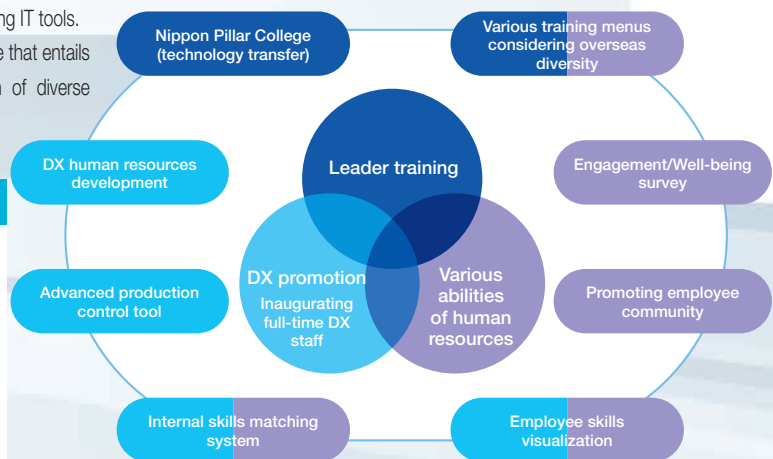 ng IT tools.
e that entails
of diverse
Nippon Pillar College
(technology transfer)
Various training menus
considering overseas
diversity
DX human resources
development
Leader training
Engagement/Well-being
survey
Advanced production
control tool
DX promotion
Inaugurating
full-time DX
staff
Various
abilities
of human
resources
Promoting employee
community
Internal skills matching
system
Employee skills
visualization